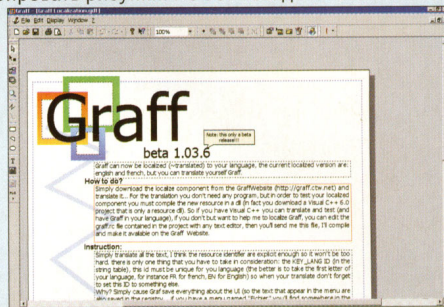 Graff - [Graff Localization.gdf]
File Edit Display Window ?
100%
Graff
beta 1.03.6
Note: this only a beta
release!!!
Graff can now be localized (~translated) to your language, the current localized version are:
english and french, but you can translate yourself Graff.
How to do?
Simply download the localize component from the GraffWebsite (http://graff.ctw.net) and
translate it... For the translation you don't need any program, but in order to test your localized
component you must compile the new resource in a dll (in fact you download a Visual C++ 6.0
project that is only a resource dll). So if you have Visual C++ you can translate and test (and
have Graff in your language), if you don't but want to help me to localize Graff, you can edit the
graff.rc file contained in the project with any text editor, then you'll send me this file, I'll compile
and make it available on the Graff Website.
Instruction:
Simply translate all the text, I think the resource identifier are explicit enough so it won't be too
hard. there is only one thing that you have to take in consideration: the KEY_LANG ID (in the
string table), this id must be unique for you language (the better is to take the first letter of
your language, for instance FR for french, EN for English) so when your translate don't forget
to set this ID to something else.
Why? Simply cause Graf save everything about the UI (so the text that appear in the menu are